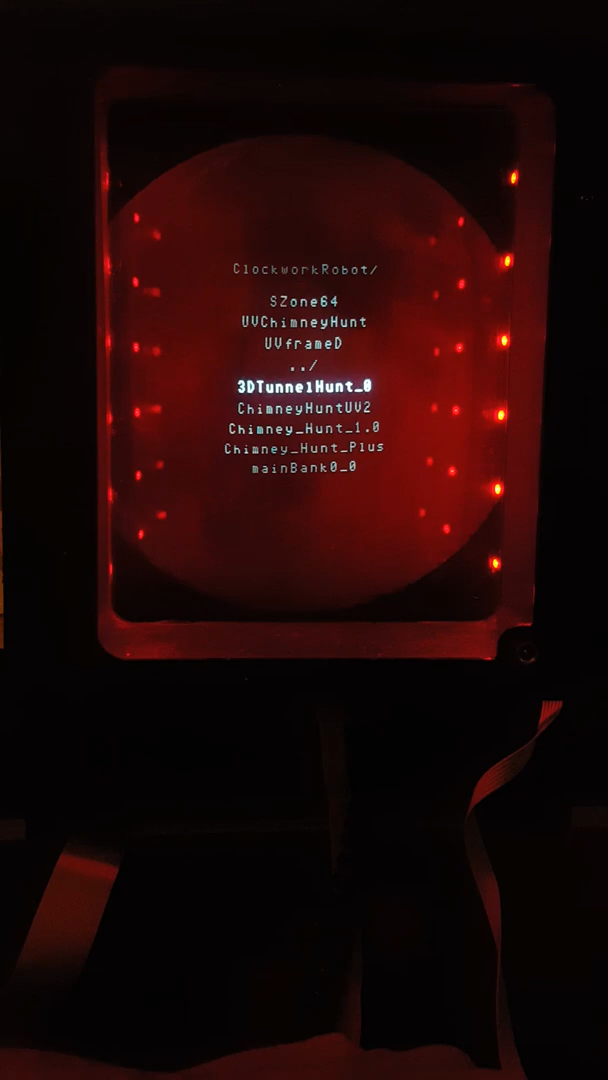 ClockworkRobot/
SZone64
UVChimneyHunt
UVframeD
../
3DTunnelHunt_0
ChimneyHuntUV2
Chimney_Hunt_1.0
Chimney_Hunt_Plus
mainBank0_0